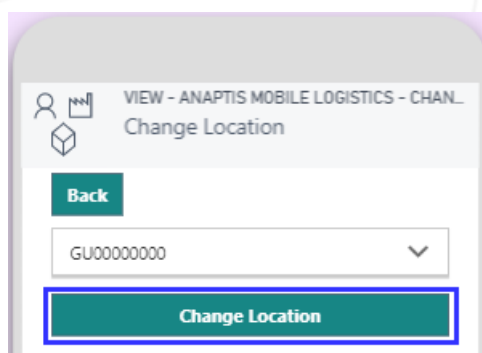 VIEW - ANAPTIS MOBILE LOGISTICS - CHAN...
Change Location
Back
GU00000000
Change Location